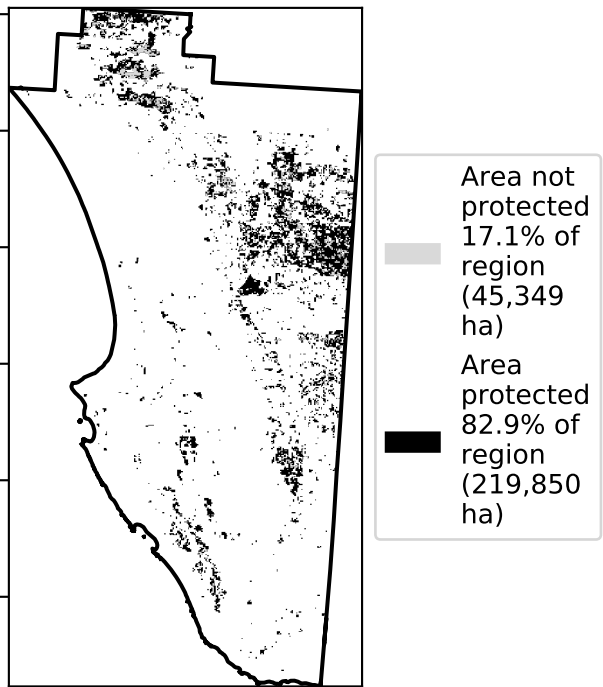 Area not
protected
17.1% of
region
(45,349
ha)
Area
protected
82.9% of
region
(219,850
ha)